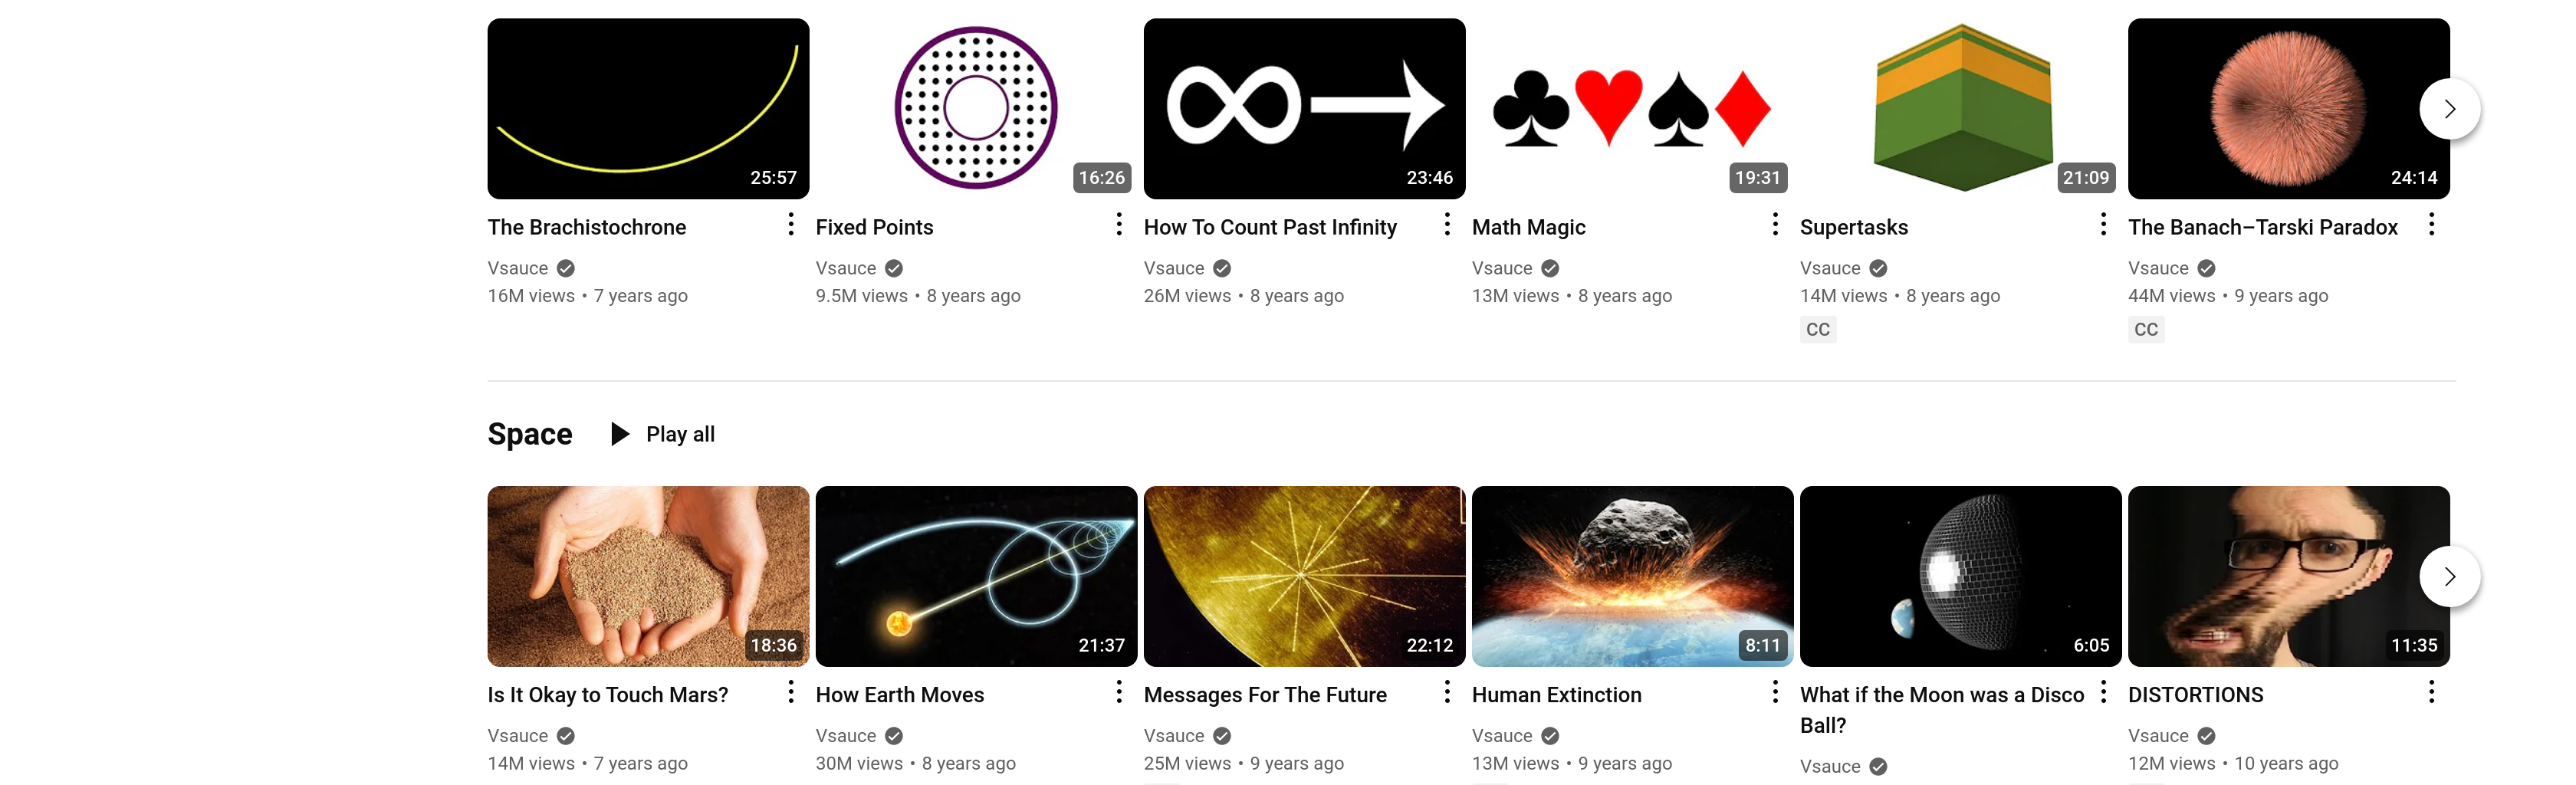 25:57
16:26
23:46
19:31
21:09
24:14
The Brachistochrone
Fixed Points
How To Count Past Infinity
Math Magic
Supertasks
The Banach–Tarski Paradox
Vsauce
Vsauce
Vsauce
Vsauce
Vsauce
Vsauce
16M views • 7 years ago
9.5M views • 8 years ago
26M views • 8 years ago
13M views • 8 years ago
14M views • 8 years ago
44M views • 9 years ago
CC
CC
Space
Play all
18:36
21:37
22:12
8:11
6:05
11:35
Is It Okay to Touch Mars?
How Earth Moves
Messages For The Future
Human Extinction
What if the Moon was a Disco
Ball?
DISTORTIONS
Vsauce
Vsauce
Vsauce
Vsauce
Vsauce
Vsauce
14M views • 7 years ago
30M views • 8 years ago
25M views • 9 years ago
13M views • 9 years ago
12M views • 10 years ago